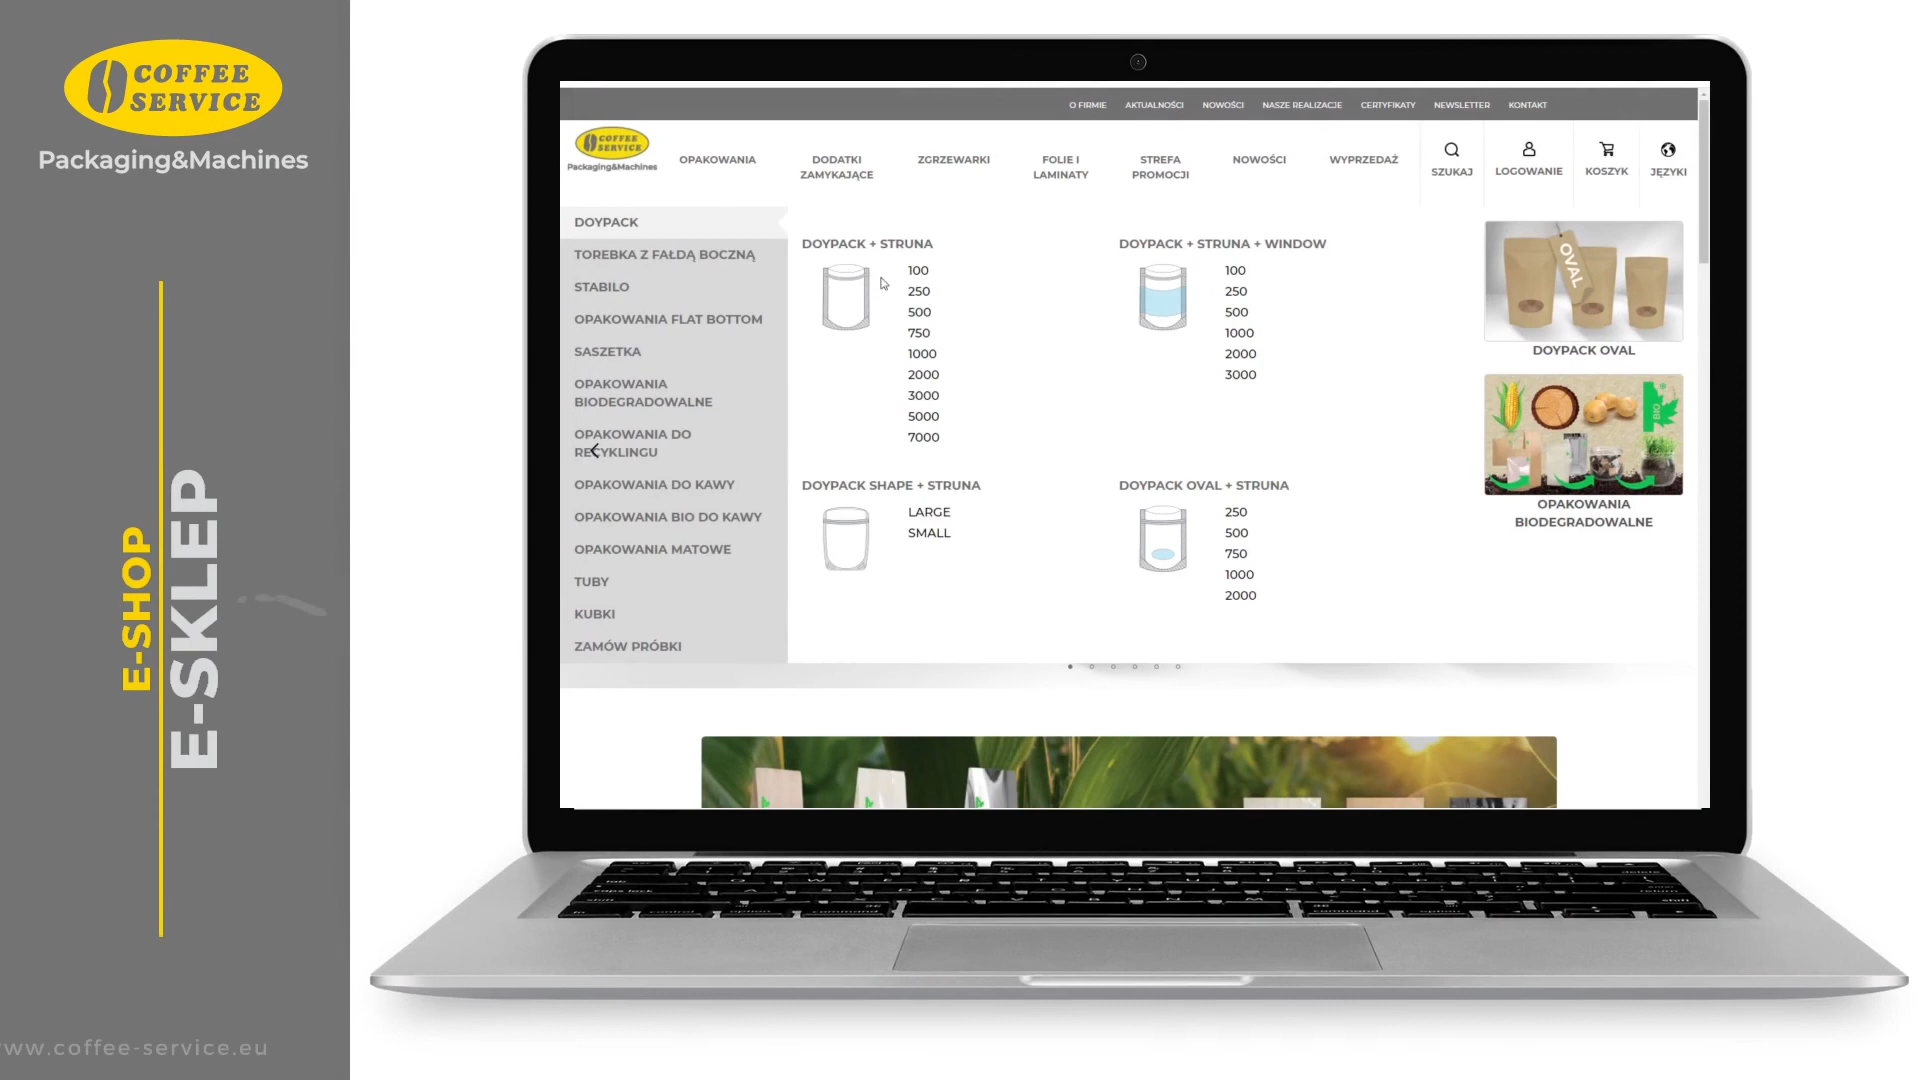 COFFEE
SERVICE
Packaging&Machines
E-SHOP
E-SKLEP
www.coffee-service.eu
O FIRMIE
AKTUALNOŚCI
NOWOŚCI
NASZE REALIZACJE
CERTYFIKATY
NEWSLETTER
KONTAKT
COFFEE
SERVICE
Packaging&Machines
OPAKOWANIA
DODATKI
ZAMYKAJĄCE
ZGRZEWARKI
FOLIE I
LAMINATY
STREFA
PROMOCJI
NOWOŚCI
WYPRZEDAŻ
SZUKAJ
LOGOWANIE
KOSZYK
JĘZYKI
DOYPACK
TOREBKA Z FAŁDĄ BOCZNĄ
STABILO
OPAKOWANIA FLAT BOTTOM
SASZETKA
OPAKOWANIA
BIODEGRADOWALNE
OPAKOWANIA DO
RECYKLINGU
OPAKOWANIA DO KAWY
OPAKOWANIA BIO DO KAWY
OPAKOWANIA MATOWE
TUBY
KUBKI
ZAMÓW PRÓBKI
DOYPACK + STRUNA
100
250
500
750
1000
2000
3000
5000
7000
DOYPACK + STRUNA + WINDOW
100
250
500
1000
2000
3000
DOYPACK SHAPE + STRUNA
LARGE
SMALL
DOYPACK OVAL + STRUNA
250
500
750
1000
2000
OVAL
DOYPACK OVAL
BIO
OPAKOWANIA
BIODEGRADOWALNE